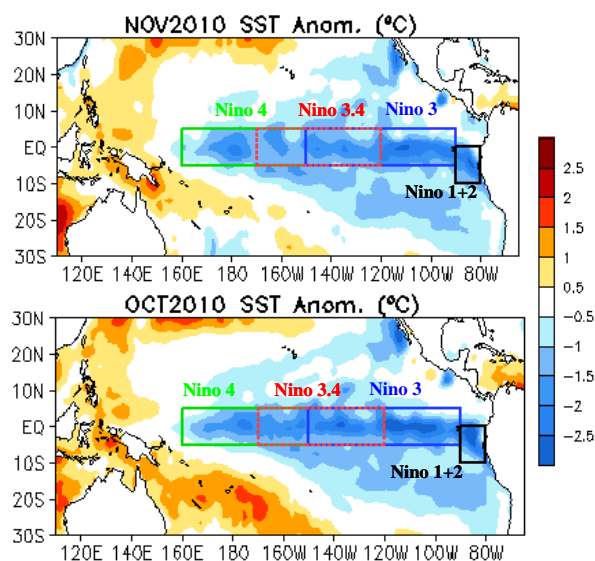 NOV2010 SST Anom. (ºC)
30N
20N
10N
EQ
10S
20S
30S
Nino 4
Nino 3.4
Nino 3
Nino 1+2
120E 140E 160E 180 160W 140W 120W 100W 80W
OCT2010 SST Anom. (ºC)
30N
20N
10N
EQ
10S
20S
30S
Nino 4
Nino 3.4
Nino 3
Nino 1+2
120E 140E 160E 180 160W 140W 120W 100W 80W
2.5
2
1.5
1
0.5
-0.5
-1
-1.5
-2
-2.5